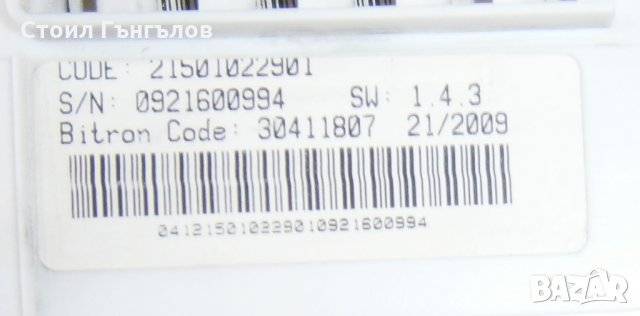 Стоил Гънгълов
CODE: 21501022901
S/N: 0921600994 SW: 1.4.3
Bitron Code: 30411807 21/2009
041215010229010921600994
BAZAR